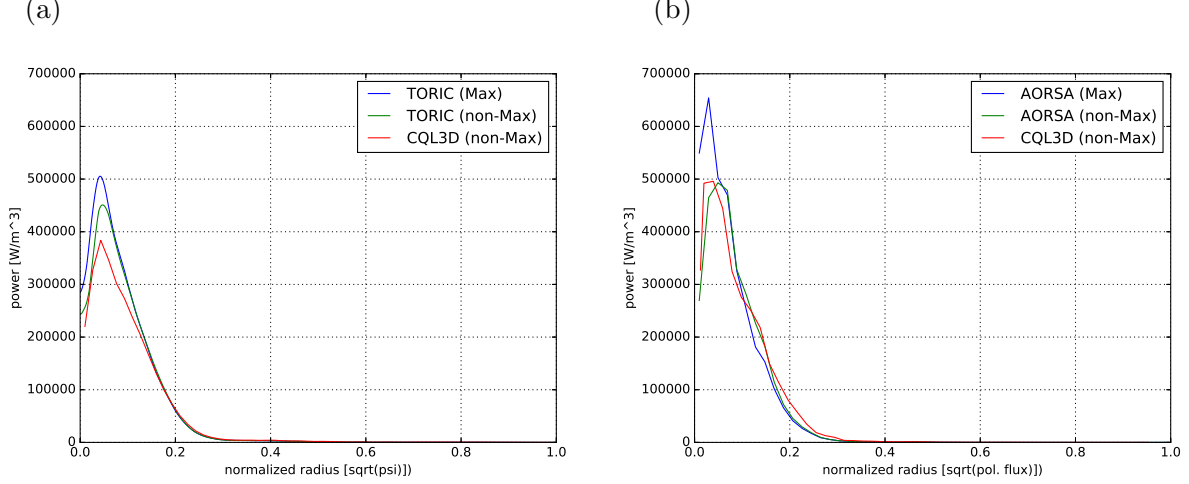 (a)
700000
600000
500000
400000
300000
200000
100000
0
0.0 0.2 0.4 0.6 0.8 1.0
power [W/m^3]
normalized radius [sqrt(psi)])
TORIC (Max)
TORIC (non-Max)
CQL3D (non-Max)
(b)
700000
600000
500000
400000
300000
200000
100000
0
0.0 0.2 0.4 0.6 0.8 1.0
power [W/m^3]
normalized radius [sqrt(pol. flux)])
AORSA (Max)
AORSA (non-Max)
CQL3D (non-Max)